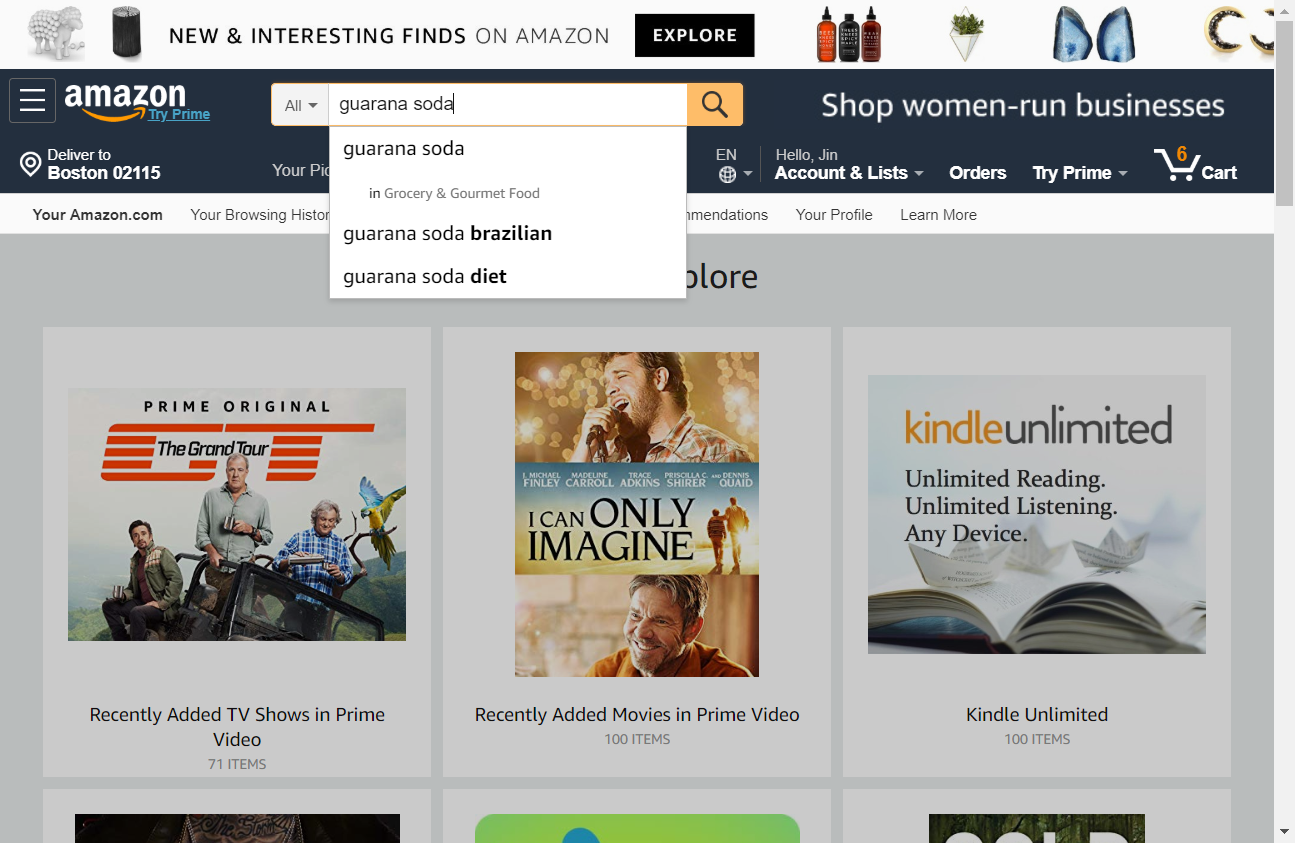 NEW & INTERESTING FINDS ON AMAZON
EXPLORE
amazon
Try Prime
All
guarana soda
Shop women-run businesses
guarana soda
in Grocery & Gourmet Food
guarana soda brazilian
guarana soda diet
Deliver to
Boston 02115
Your Pic
EN
Hello, Jin
Account & Lists
Orders
Try Prime
6
Cart
Your Amazon.com
Your Browsing Histor
mmendations
Your Profile
Learn More
plore
PRIME ORIGINAL
The Grand Tour
Recently Added TV Shows in Prime
Video
71 ITEMS
J. MICHAEL FINLEY
MADELINE CARROLL
TRACE ADKINS
PRISCILLA C. SHIRER
AND DENNIS QUAID
I CAN ONLY
IMAGINE
Recently Added Movies in Prime Video
100 ITEMS
kindleunlimited
Unlimited Reading.
Unlimited Listening.
Any Device.
Kindle Unlimited
100 ITEMS